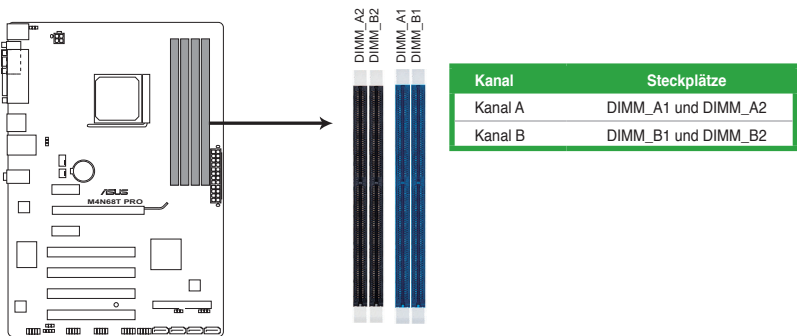 DIMM_A2
DIMM_B2
DIMM_A1
DIMM_B1
Kanal Steckplätze
Kanal A DIMM_A1 und DIMM_A2
Kanal B DIMM_B1 und DIMM_B2
ASUS
M4N68T PRO